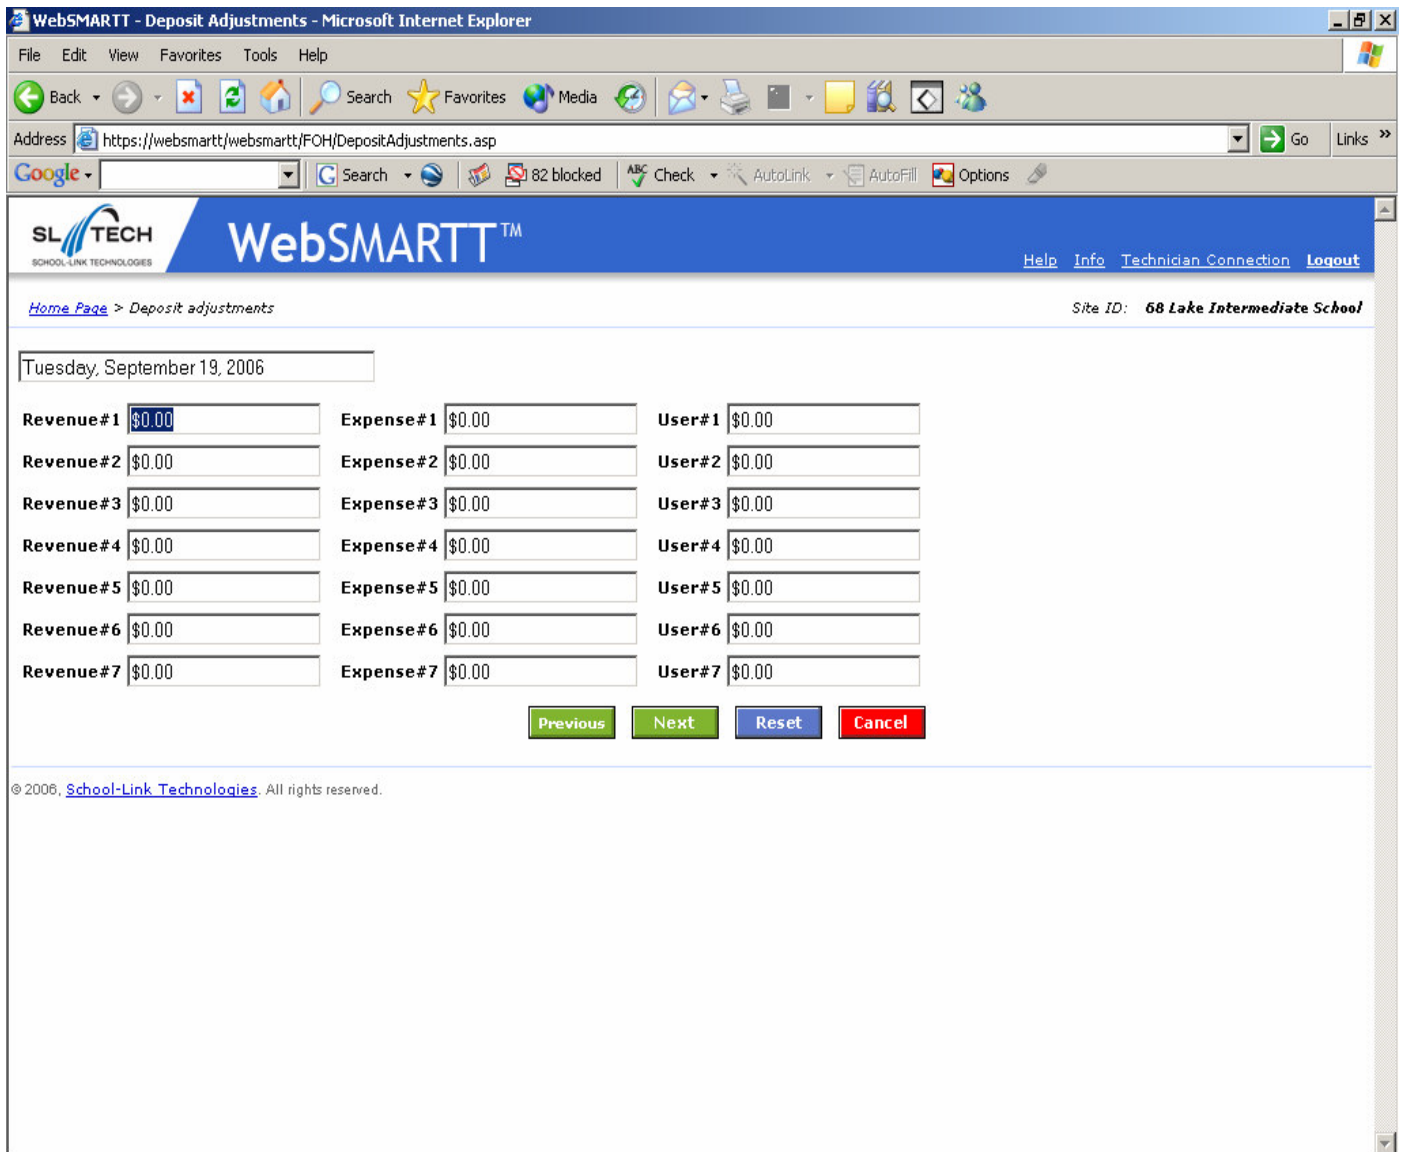 WebSMARTT - Deposit Adjustments - Microsoft Internet Explorer
File Edit View Favorites Tools Help
Back Search Favorites Media
Address https://websmartt/websmartt/FOH/DepositAdjustments.asp Go Links »
Google Search 82 blocked ABC Check AutoLink AutoFill Options
SL TECH
SCHOOL-LINK TECHNOLOGIES
WebSMARTT™
Help Info Technician Connection Logout
Home Page > Deposit adjustments Site ID: 68 Lake Intermediate School
Tuesday, September 19, 2006
Revenue#1 $0.00 Expense#1 $0.00 User#1 $0.00
Revenue#2 $0.00 Expense#2 $0.00 User#2 $0.00
Revenue#3 $0.00 Expense#3 $0.00 User#3 $0.00
Revenue#4 $0.00 Expense#4 $0.00 User#4 $0.00
Revenue#5 $0.00 Expense#5 $0.00 User#5 $0.00
Revenue#6 $0.00 Expense#6 $0.00 User#6 $0.00
Revenue#7 $0.00 Expense#7 $0.00 User#7 $0.00
Previous Next Reset Cancel
© 2006, School-Link Technologies. All rights reserved.